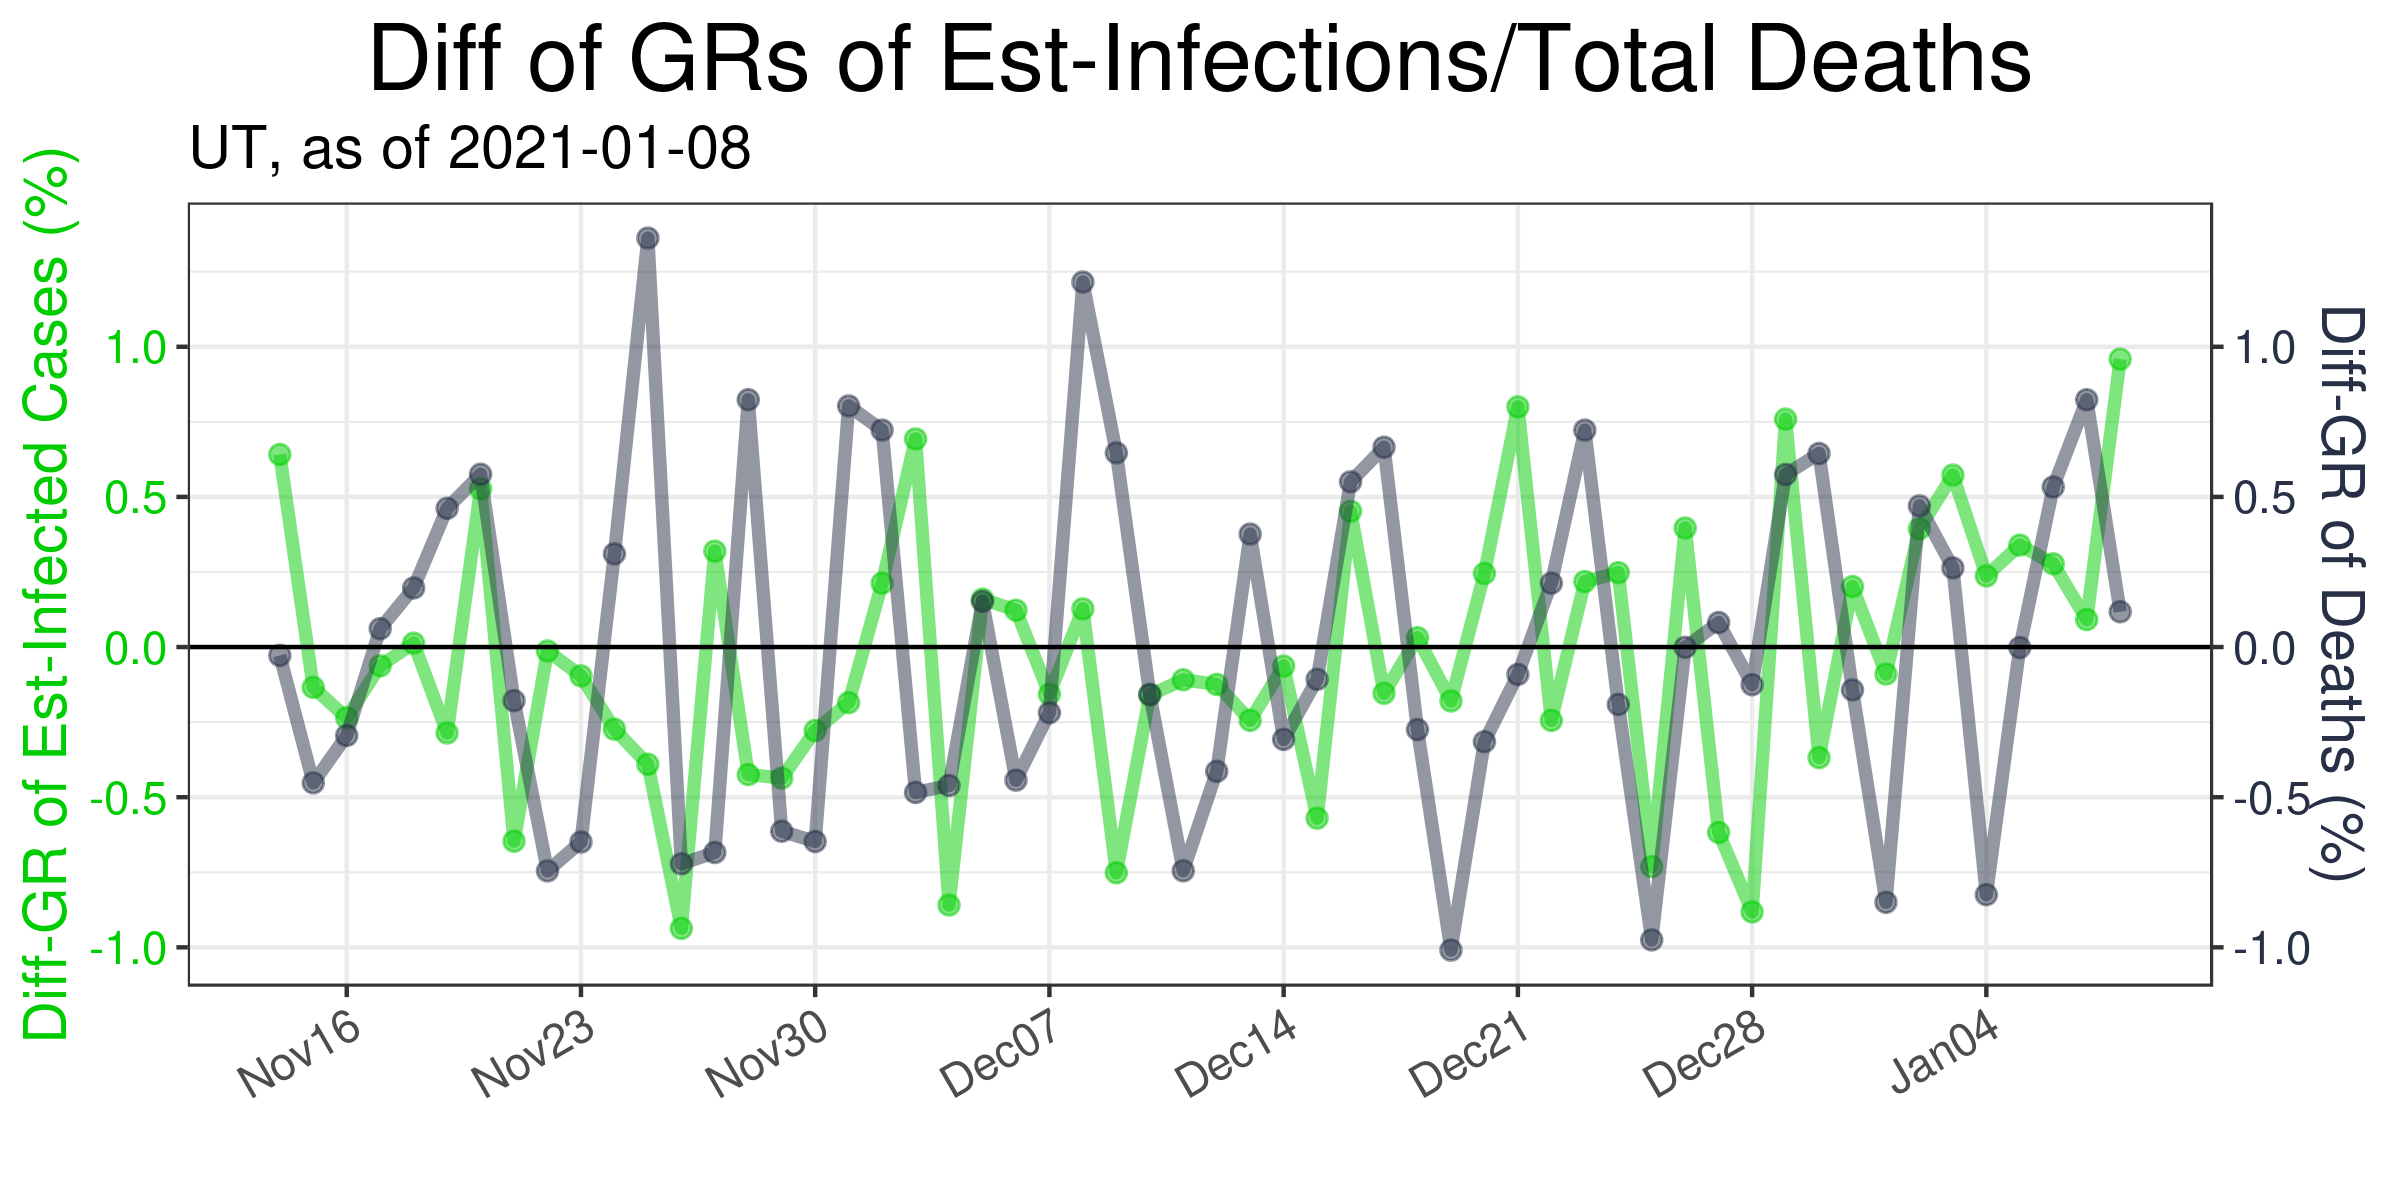 Diff of GRs of Est-Infections/Total Deaths
UT, as of 2021-01-08
Diff-GR of Est-Infected Cases (%)
1.0
0.5
0.0
-0.5
-1.0
1.0
0.5
0.0
-0.5
-1.0
Diff-GR of Deaths (%)
Nov16
Nov23
Nov30
Dec07
Dec14
Dec21
Dec28
Jan04